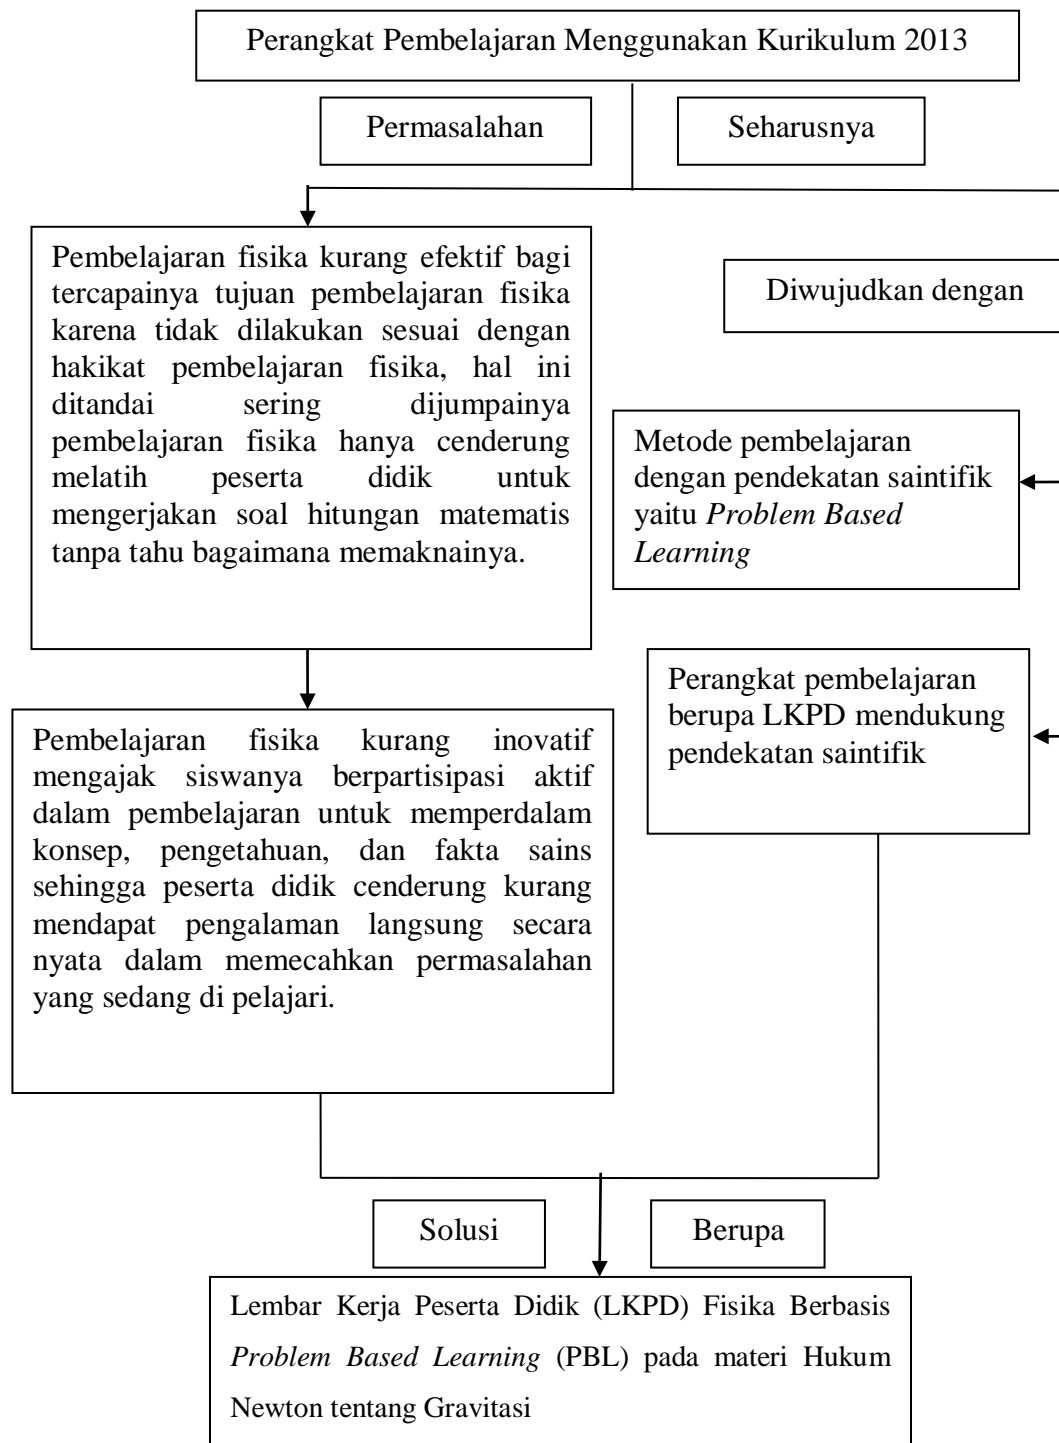 Perangkat Pembelajaran Menggunakan Kurikulum 2013
Permasalahan
Seharusnya
Pembelajaran fisika kurang efektif bagi
tercapainya tujuan pembelajaran fisika
karena tidak dilakukan sesuai dengan
hakikat pembelajaran fisika, hal ini
ditandai sering dijumpainya
pembelajaran fisika hanya cenderung
melatih peserta didik untuk
mengerjakan soal hitungan matematis
tanpa tahu bagaimana memaknainya.
Diwujudkan dengan
Metode pembelajaran
dengan pendekatan saintifik
yaitu Problem Based
Learning
Perangkat pembelajaran
berupa LKPD mendukung
pendekatan saintifik
Pembelajaran fisika kurang inovatif
mengajak siswanya berpartisipasi aktif
dalam pembelajaran untuk memperdalam
konsep, pengetahuan, dan fakta sains
sehingga peserta didik cenderung kurang
mendapat pengalaman langsung secara
nyata dalam memecahkan permasalahan
yang sedang di pelajari.
Solusi
Berupa
Lembar Kerja Peserta Didik (LKPD) Fisika Berbasis
Problem Based Learning (PBL) pada materi Hukum
Newton tentang Gravitasi